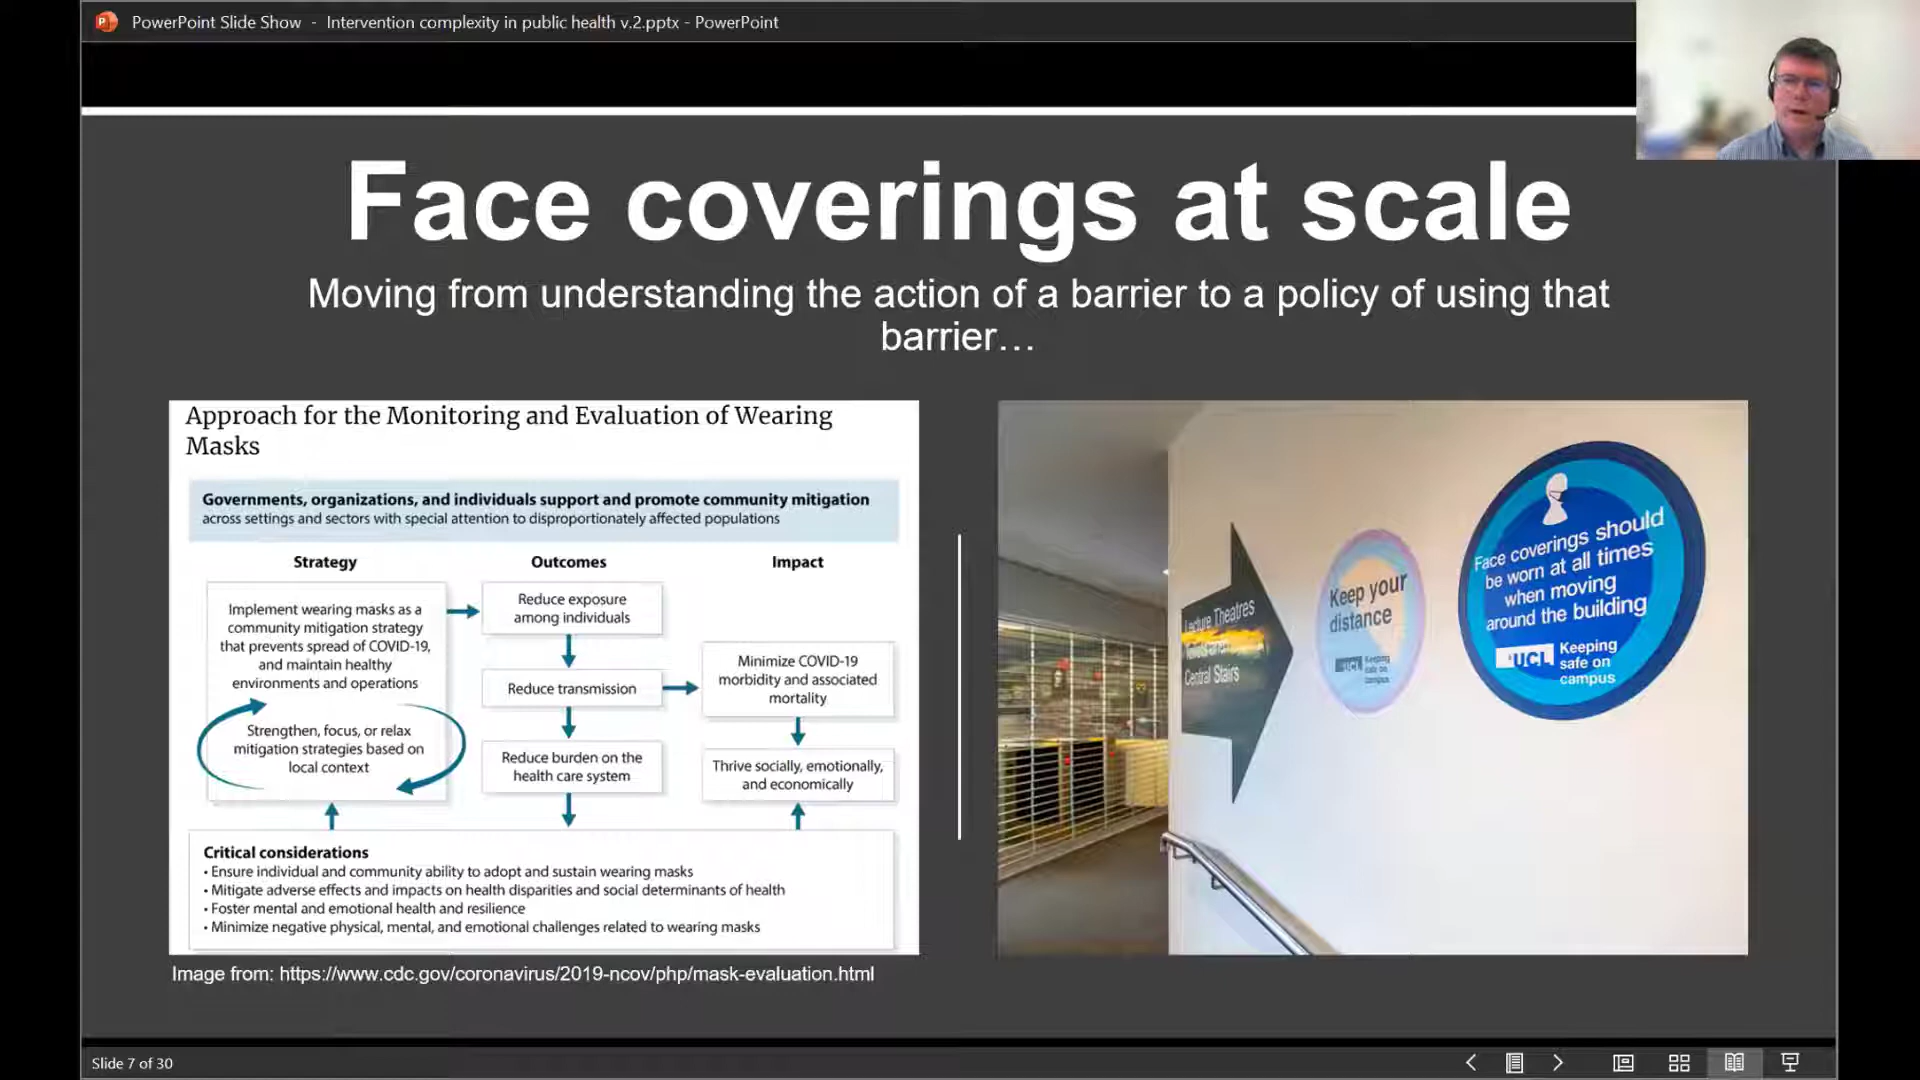 PowerPoint Slide Show - Intervention complexity in public health v.2.pptx - PowerPoint
Face coverings at scale
Moving from understanding the action of a barrier to a policy of using that
barrier…
Approach for the Monitoring and Evaluation of Wearing
Masks
Governments, organizations, and individuals support and promote community mitigation
across settings and sectors with special attention to disproportionately affected populations
Strategy
Outcomes
Impact
Implement wearing masks as a
community mitigation strategy
that prevents spread of COVID-19,
and maintain healthy
environments and operations
Strengthen, focus, or relax
mitigation strategies based on
local context
Reduce exposure
among individuals
Reduce transmission
Reduce burden on the
health care system
Minimize COVID-19
morbidity and associated
mortality
Thrive socially, emotionally,
and economically
Critical considerations
• Ensure individual and community ability to adopt and sustain wearing masks
• Mitigate adverse effects and impacts on health disparities and social determinants of health
• Foster mental and emotional health and resilience
• Minimize negative physical, mental, and emotional challenges related to wearing masks
Image from: https://www.cdc.gov/coronavirus/2019-ncov/php/mask-evaluation.html
Lecture Theatres
Central Stairs
Keep your
distance
UCL
Keeping
safe on
campus
Face coverings should
be worn at all times
when moving
around the building
UCL
Keeping
safe on
campus
Slide 7 of 30